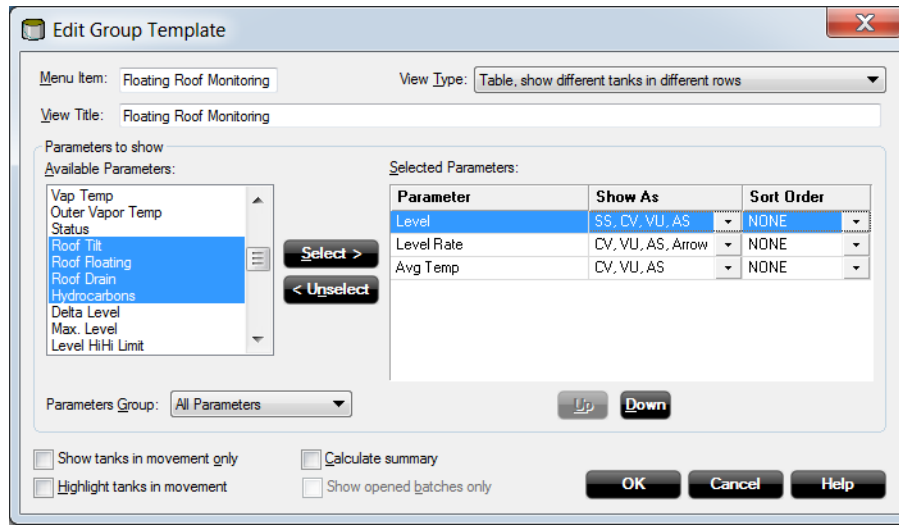 Edit Group Template
X
Menu Item: Floating Roof Monitoring View Type: Table, show different tanks in different rows
View Title: Floating Roof Monitoring
Parameters to show
Available Parameters: Selected Parameters:
Vap Temp
Outer Vapor Temp
Status
Roof Tilt
Roof Floating
Roof Drain
Hydrocarbons
Delta Level
Max. Level
Level HiHi Limit
Select >
< Unselect
Parameter Show As Sort Order
Level SS, CV, VU, AS NONE
Level Rate CV, VU, AS, Arrow NONE
Avg Temp CV, VU, AS NONE
Parameters Group: All Parameters Up Down
Show tanks in movement only Calculate summary
Highlight tanks in movement Show opened batches only
OK Cancel Help